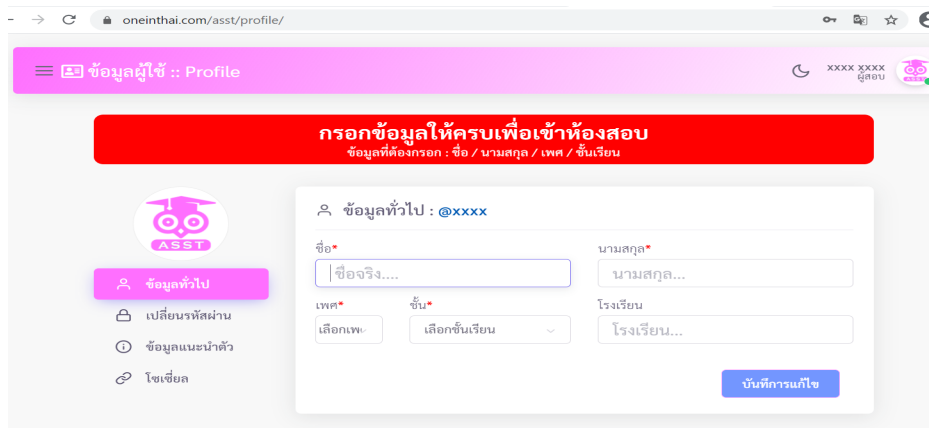 oneinthai.com/asst/profile/
ข้อมูลผู้ใช้ :: Profile
xxxx xxxx
ผู้สอบ
ASST
กรอกข้อมูลให้ครบเพื่อเข้าห้องสอบ
ข้อมูลที่ต้องกรอก : ชื่อ / นามสกุล / เพศ / ชั้นเรียน
ASST
ข้อมูลทั่วไป
เปลี่ยนรหัสผ่าน
ข้อมูลแนะนำตัว
โซเชี่ยล
ข้อมูลทั่วไป : @xxxx
ชื่อ*
นามสกุล*
ชื่อจริง....
นามสกุล...
เพศ*
ชั้น*
โรงเรียน
เลือกเพ
เลือกชั้นเรียน
โรงเรียน...
บันทึการแก้ไข